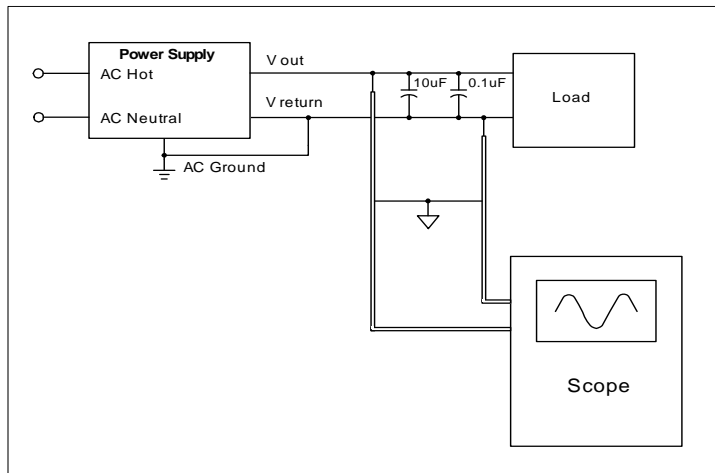 Power Supply
AC Hot
AC Neutral
V out
V return
10uF
0.1uF
Load
AC Ground
Scope